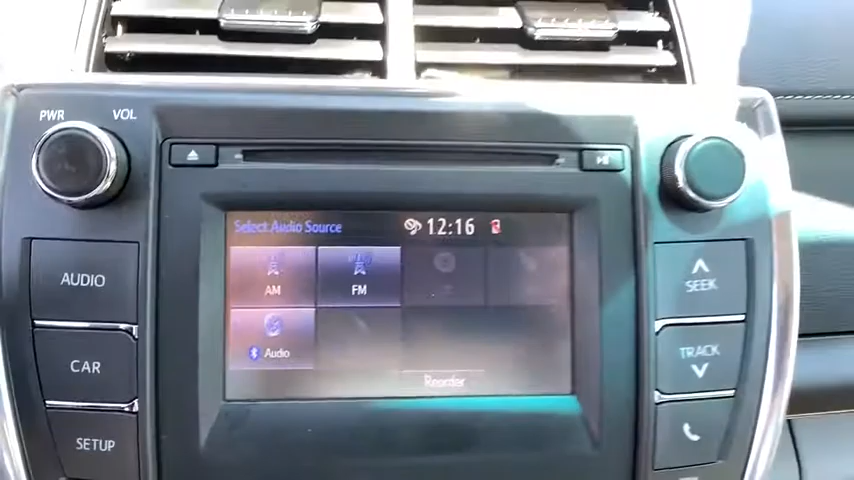 PWR VOL
Select Audio Source 12:16
AM FM
Audio
Reorder
AUDIO
CAR
SETUP
SEEK
TRACK